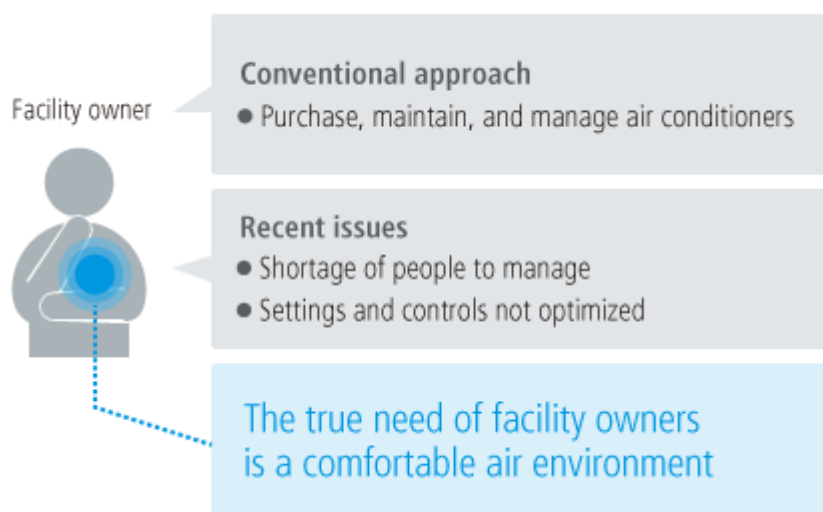 Facility owner
Conventional approach
● Purchase, maintain, and manage air conditioners
Recent issues
● Shortage of people to manage
● Settings and controls not optimized
The true need of facility owners
is a comfortable air environment